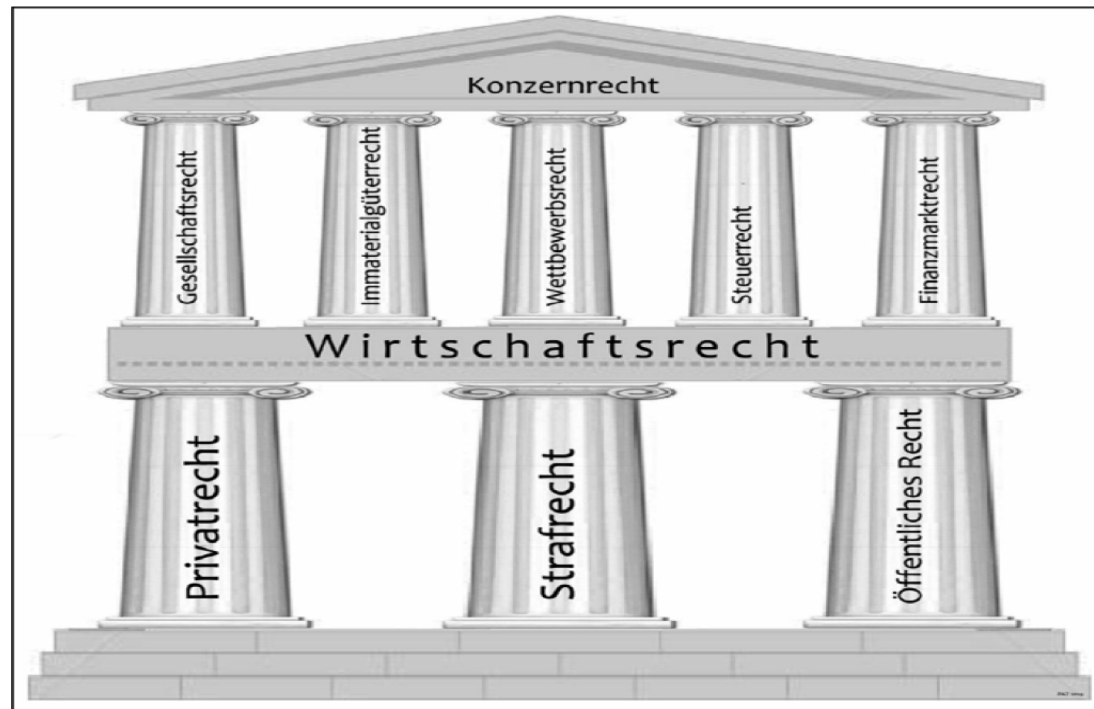 Konzernrecht
Gesellschaftsrecht
Immaterialgüterrecht
Wettbewerbsrecht
Steuerrecht
Finanzmarktrecht
Wirtschaftsrecht
Privatrecht
Strafrecht
Öffentliches Recht